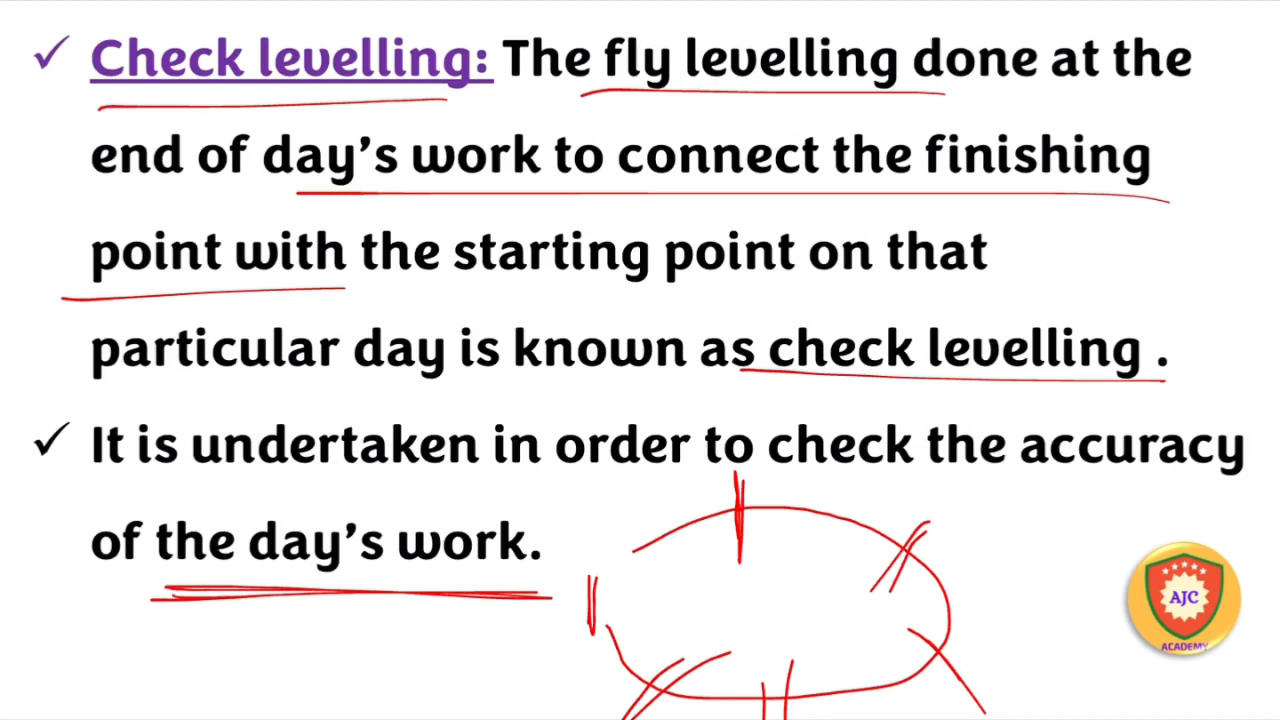 ✓ Check levelling: The fly levelling done at the
end of day's work to connect the finishing
point with the starting point on that
particular day is known as check levelling .
✓ It is undertaken in order to check the accuracy
of the day's work.
AJC
ACADEMY